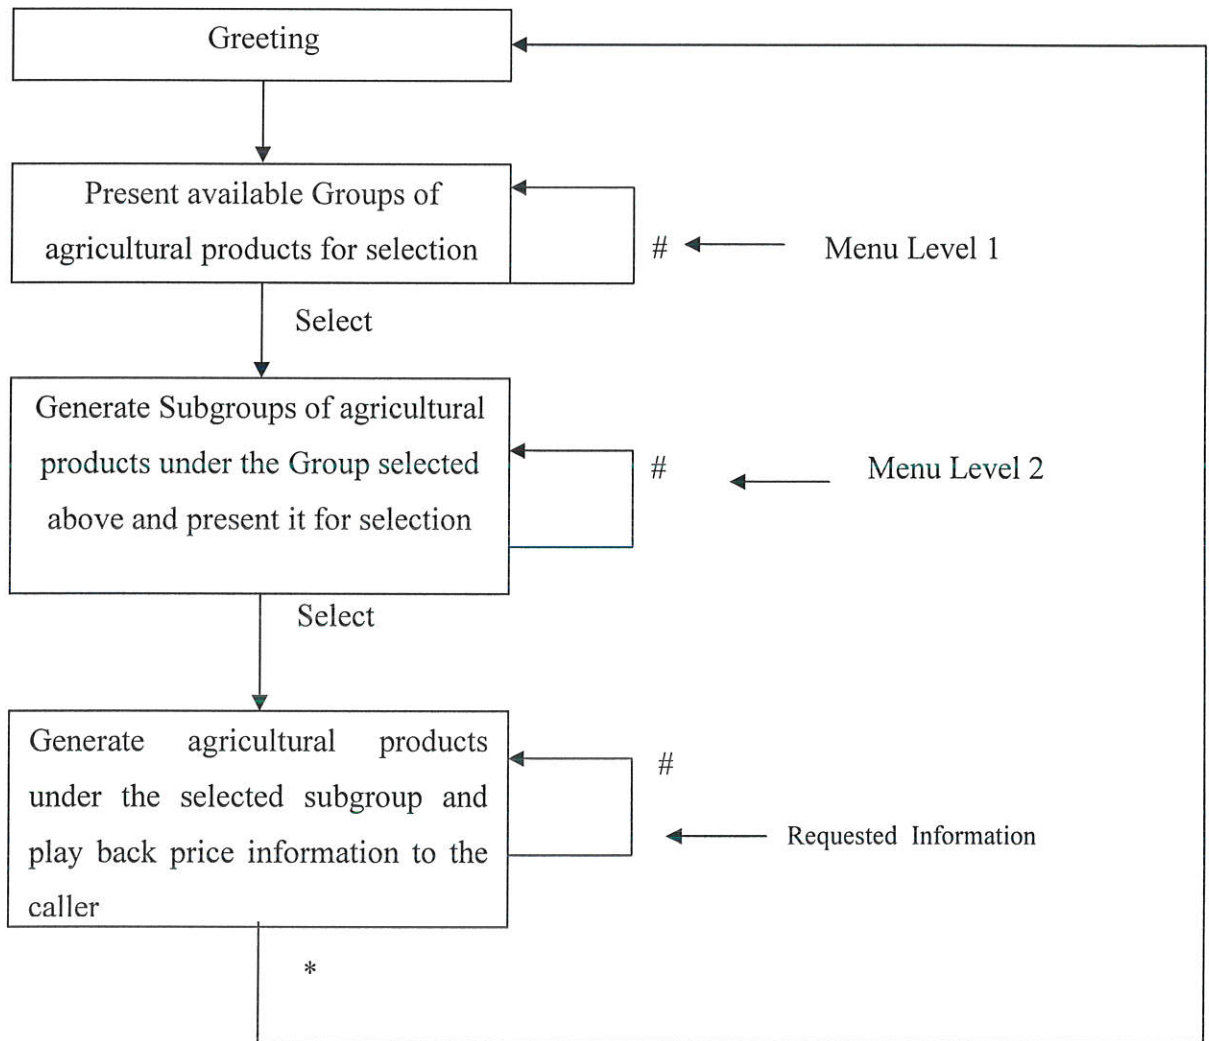 Greeting
Present available Groups of
agricultural products for selection
#
Menu Level 1
Select
Generate Subgroups of agricultural
products under the Group selected
above and present it for selection
#
Menu Level 2
Select
Generate agricultural products
under the selected subgroup and
play back price information to the
caller
#
Requested Information
*